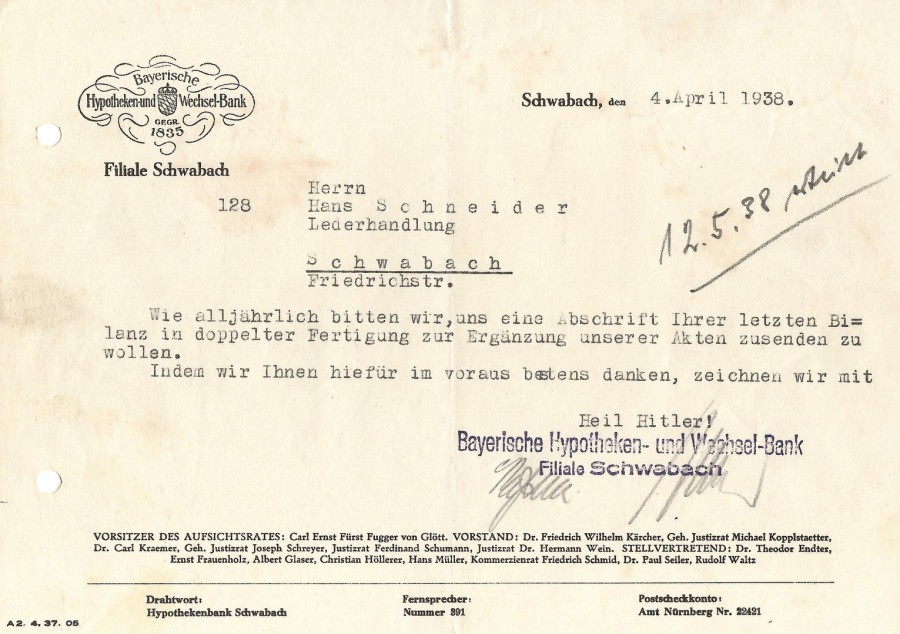 Bayerische
Hypotheken-und Wechsel-Bank
GEGR.
1835
Filiale Schwabach
Schwabach, den 4.April 1938.
12.5.38 erteilt
Herrn
128 Hans Schneider
Lederhandlung
Schwabach
Friedrichstr.
Wie alljährlich bitten wir,uns eine Abschrift Ihrer letzten Bi=
lanz in doppelter Fertigung zur Ergänzung unserer Akten zusenden zu
wollen.
Indem wir Ihnen hiefür im voraus bestens danken, zeichnen wir mit
Heil Hitler!
Bayerische Hypotheken- und Wechsel-Bank
Filiale Schwabach
VORSITZER DES AUFSICHTSRATES: Carl Ernst Fürst Fugger von Glött. VORSTAND: Dr. Friedrich Wilhelm Kärcher, Geh. Justizrat Michael Kopplstaetter,
Dr. Carl Kraemer, Geh. Justizrat Joseph Schreyer, Justizrat Ferdinand Schumann, Justizrat Dr. Hermann Wein. STELLVERTRETEND: Dr. Theodor Endtes,
Ernst Frauenholz, Albert Glaser, Christian Höllerer, Hans Müller, Kommerzienrat Friedrich Schmid, Dr. Paul Seiler, Rudolf Waltz
Drahtwort: Fernsprecher: Postscheckkonto:
Hypothekenbank Schwabach Nummer 391 Amt Nürnberg Nr. 22421
A 2. 4. 37. 05